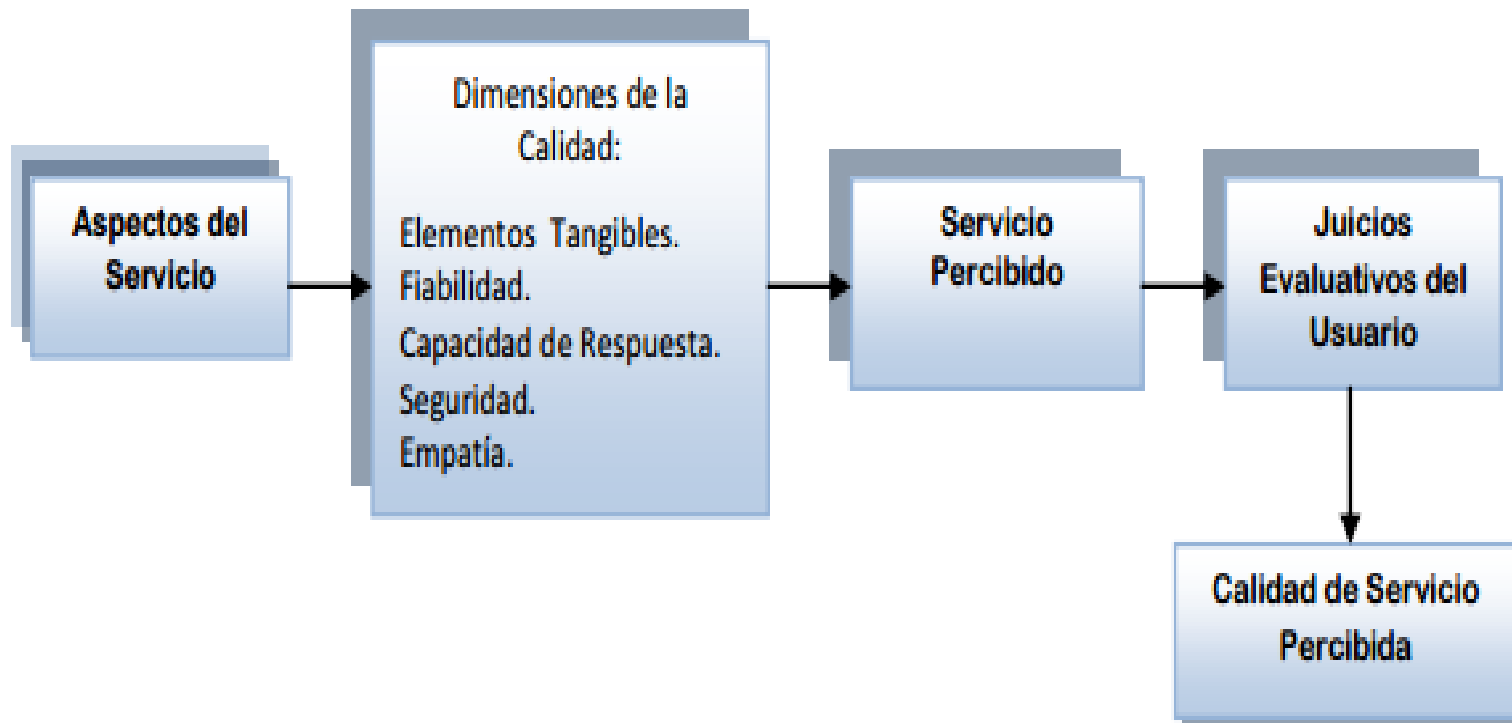 Aspectos del
Servicio
Dimensiones de la
Calidad:
Elementos Tangibles.
Fiabilidad.
Capacidad de Respuesta.
Seguridad.
Empatía.
Servicio
Percibido
Juicios
Evaluativos del
Usuario
Calidad de Servicio
Percibida